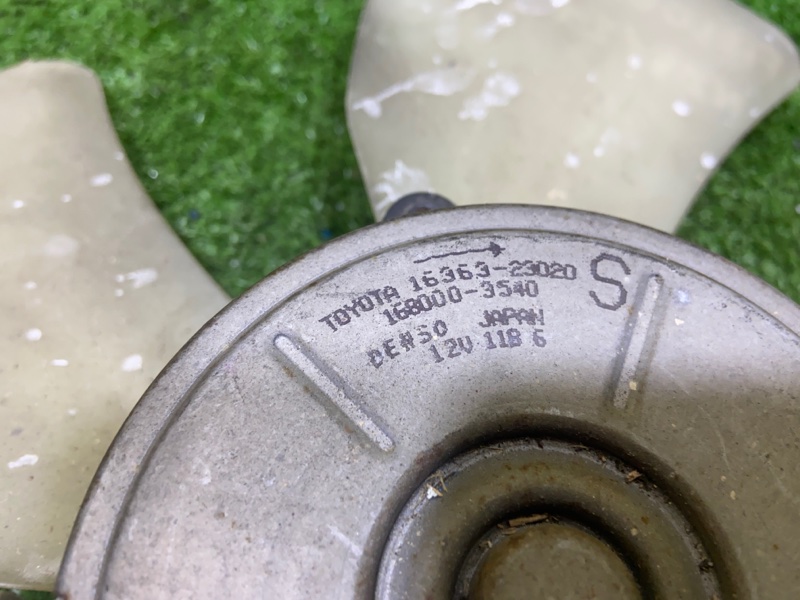 TOYOTA 16363-23020 S
168000-3540
DENSO JAPAN
12V 11B 6